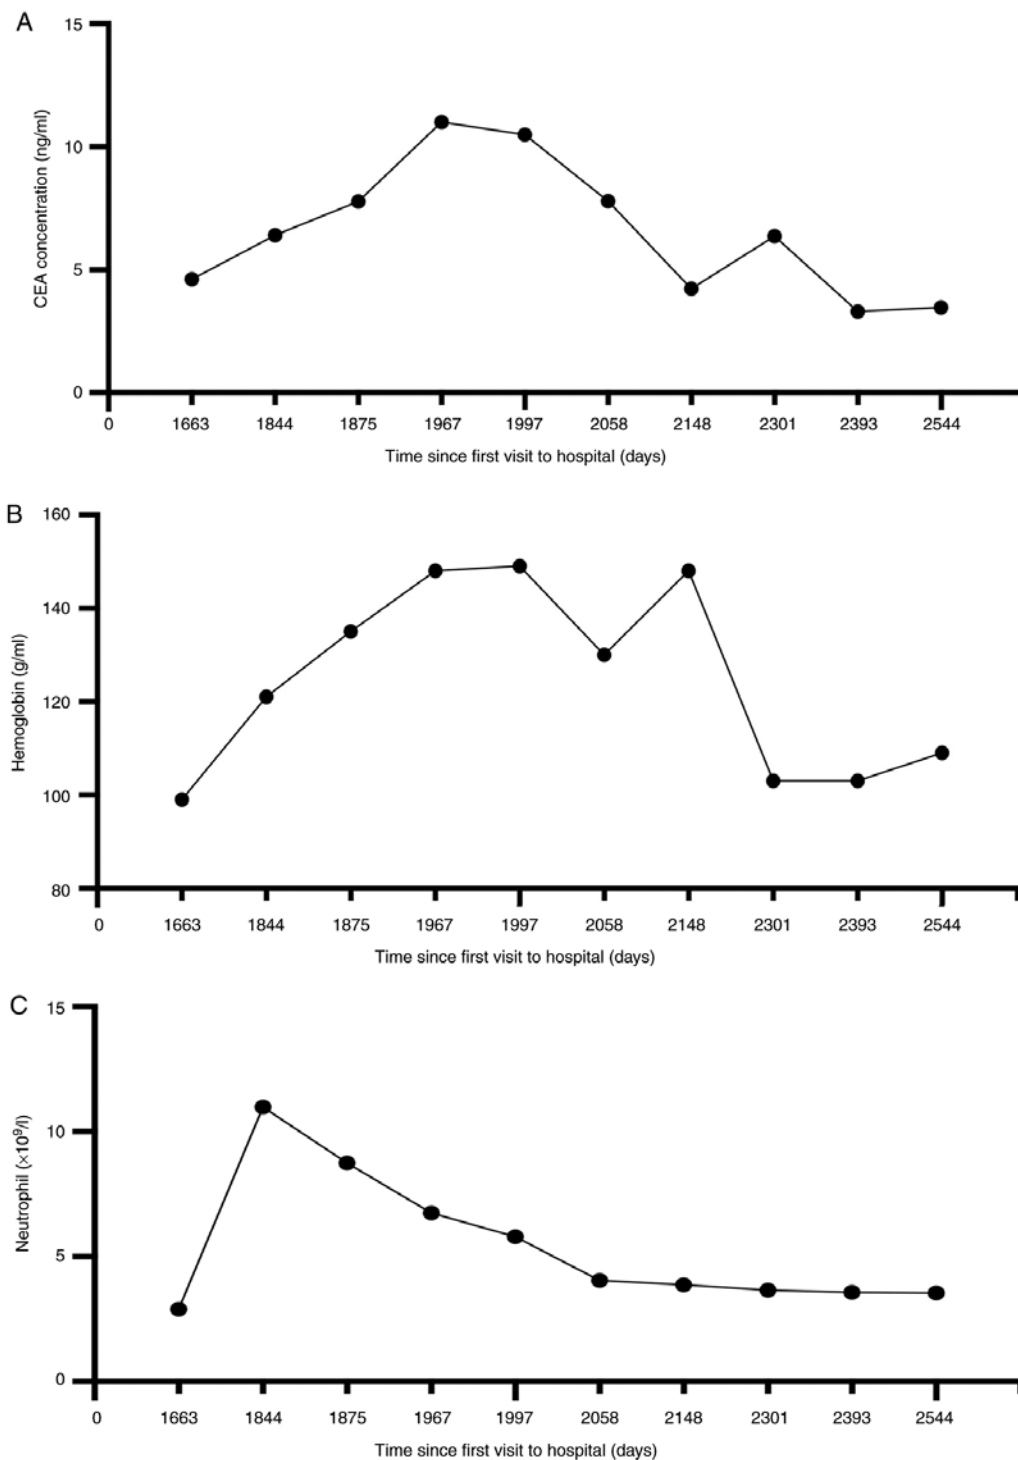 A
15
10
5
0
CEA concentration (ng/ml)
0 1663 1844 1875 1967 1997 2058 2148 2301 2393 2544
Time since first visit to hospital (days)
B
160
140
120
100
80
Hemoglobin (g/ml)
0 1663 1844 1875 1967 1997 2058 2148 2301 2393 2544
Time since first visit to hospital (days)
C
15
10
5
0
Neutrophil (×10⁹/l)
0 1663 1844 1875 1967 1997 2058 2148 2301 2393 2544
Time since first visit to hospital (days)